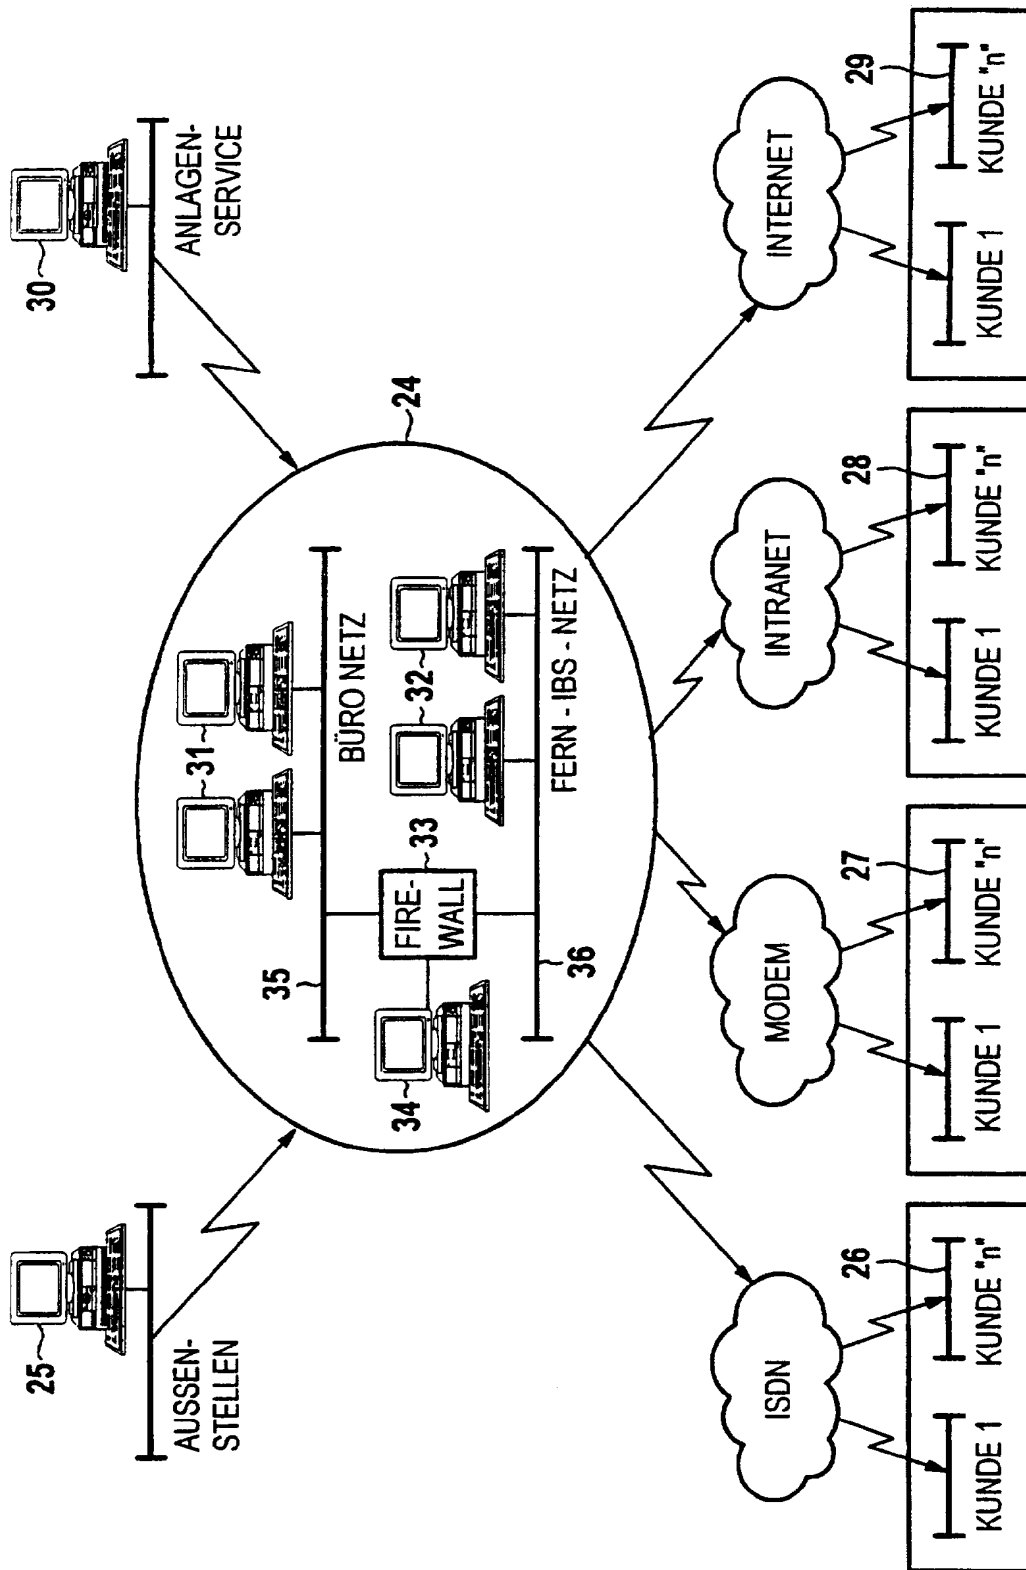 25
30
AUSSEN-
STELLEN
ANLAGEN-
SERVICE
24
31
35
BÜRO NETZ
34
33
32
FIRE-
WALL
36
FERN - IBS - NETZ
ISDN
MODEM
INTRANET
INTERNET
26
27
28
29
KUNDE 1
KUNDE "n"
KUNDE 1
KUNDE "n"
KUNDE 1
KUNDE "n"
KUNDE 1
KUNDE "n"